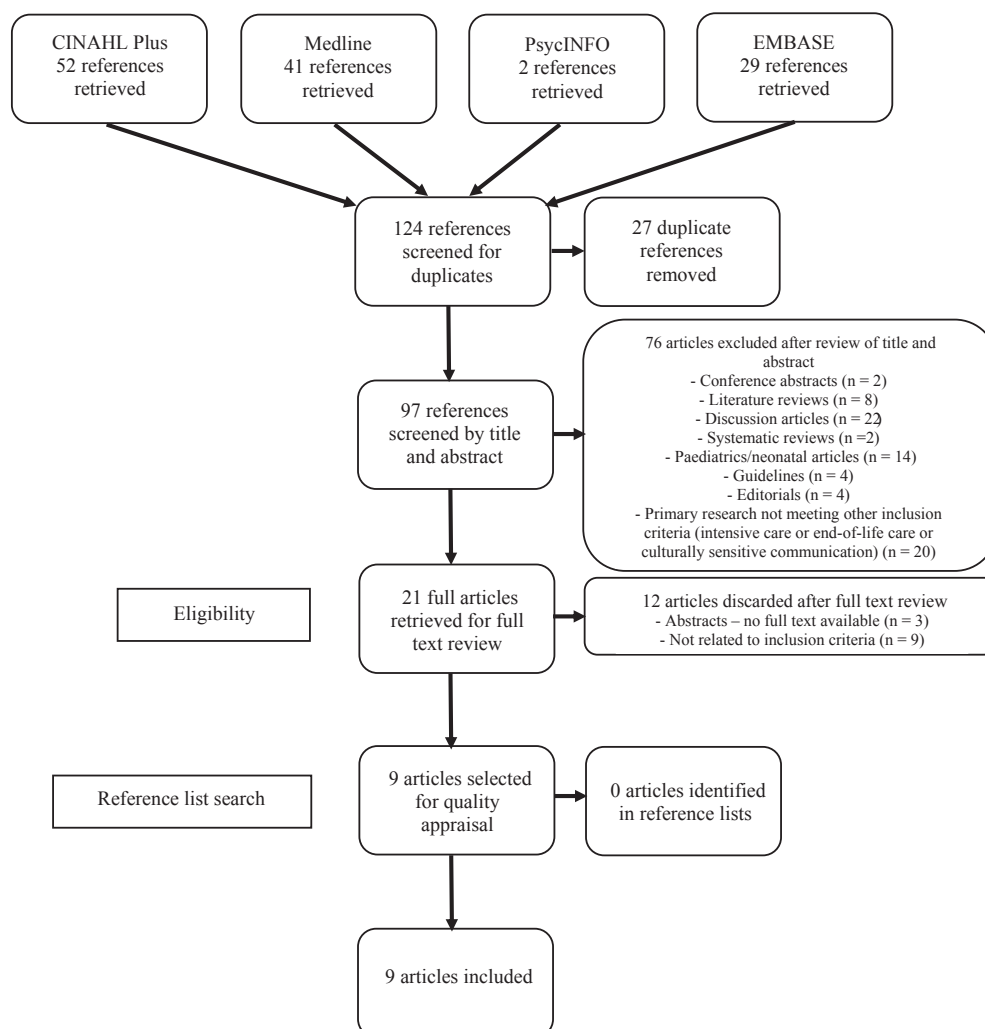 CINAHL Plus
52 references
retrieved
Medline
41 references
retrieved
PsycINFO
2 references
retrieved
EMBASE
29 references
retrieved
124 references
screened for
duplicates
27 duplicate
references
removed
97 references
screened by title
and abstract
76 articles excluded after review of title and
abstract
- Conference abstracts (n = 2)
- Literature reviews (n = 8)
- Discussion articles (n = 22)
- Systematic reviews (n =2)
- Paediatrics/neonatal articles (n = 14)
- Guidelines (n = 4)
- Editorials (n = 4)
- Primary research not meeting other inclusion
criteria (intensive care or end-of-life care or
culturally sensitive communication) (n = 20)
Eligibility
21 full articles
retrieved for full
text review
12 articles discarded after full text review
- Abstracts – no full text available (n = 3)
- Not related to inclusion criteria (n = 9)
Reference list search
9 articles selected
for quality
appraisal
0 articles identified
in reference lists
9 articles included